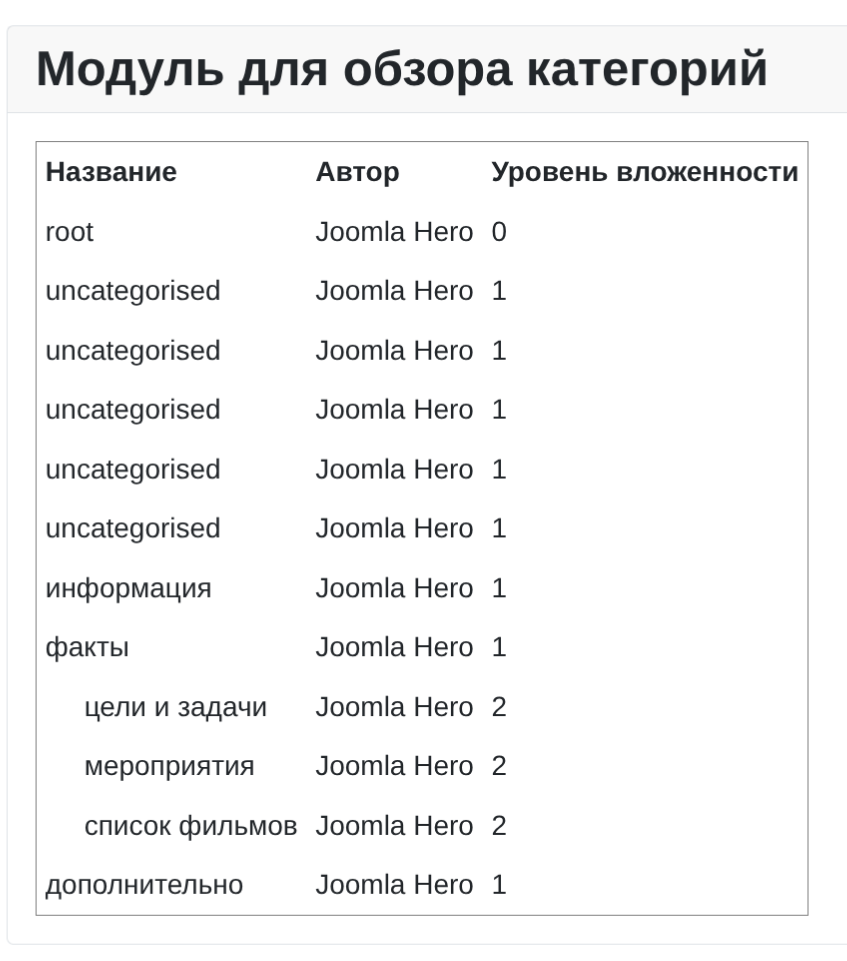 Модуль для обзора категорий
Название Автор Уровень вложенности
root Joomla Hero 0
uncategorised Joomla Hero 1
uncategorised Joomla Hero 1
uncategorised Joomla Hero 1
uncategorised Joomla Hero 1
uncategorised Joomla Hero 1
информация Joomla Hero 1
факты Joomla Hero 1
цели и задачи Joomla Hero 2
мероприятия Joomla Hero 2
список фильмов Joomla Hero 2
дополнительно Joomla Hero 1